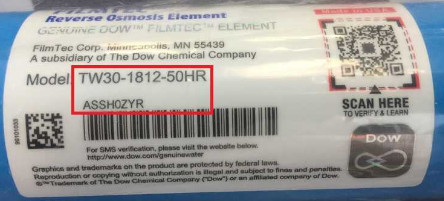 FILMTEC
Reverse Osmosis Element
GENUINE DOW™ FILMTEC™ ELEMENT
FilmTec Corp. Minneapolis, MN 55439
A subsidiary of The Dow Chemical Company
Model: TW30-1812-50HR
ASSH0ZYR
SCAN HERE
TO VERIFY & LEARN
For SMS verification, please visit the website below.
http://www.dow.com/genuinewater
Dow
Graphics and trademarks on the product are protected by federal laws.
Reproduction or copying without authorization is illegal and subject to fines and penalties.
®™Trademark of The Dow Chemical Company ("Dow") or an affiliated company of Dow.